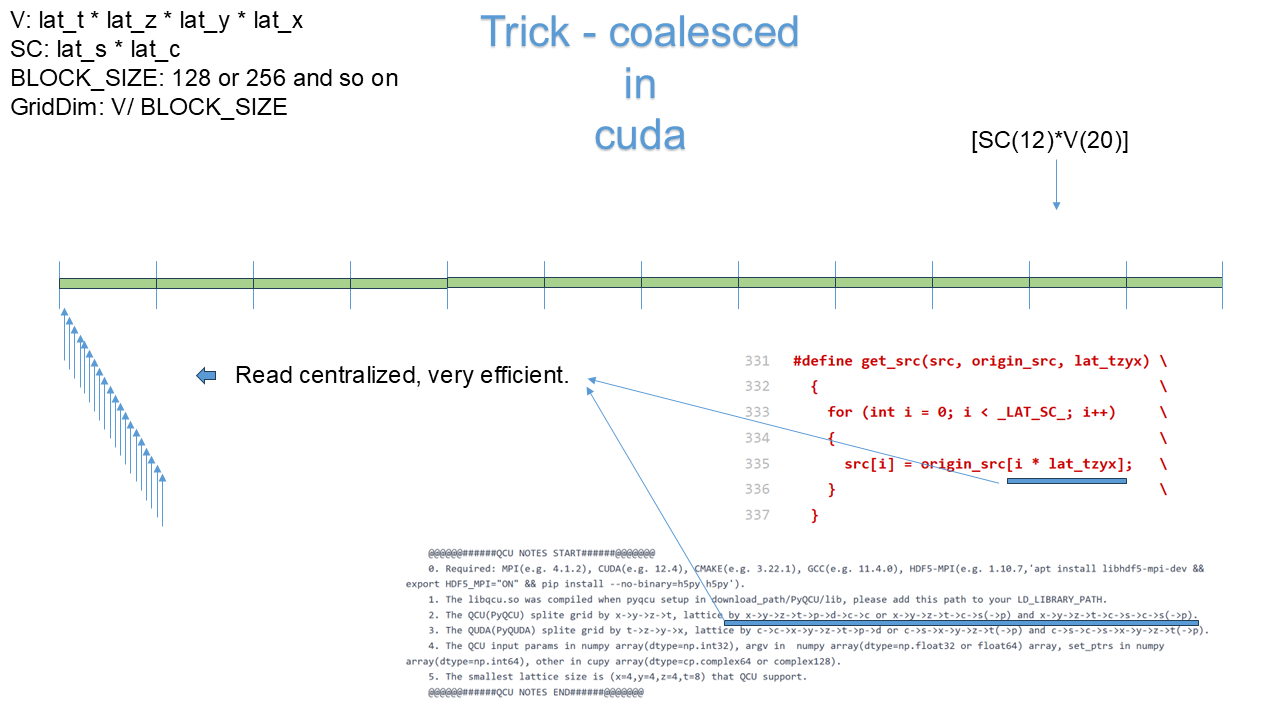 V: lat_t * lat_z * lat_y * lat_x
SC: lat_s * lat_c
BLOCK_SIZE: 128 or 256 and so on
GridDim: V/ BLOCK_SIZE
Trick - coalesced
in
cuda
[SC(12)*V(20)]
Read centralized, very efficient.
331 #define get_src(src, origin_src, lat_tzyx) \
332 { \
333 for (int i = 0; i < _LAT_SC_; i++) \
334 { \
335 src[i] = origin_src[i * lat_tzyx]; \
336 } \
337 }
@@@@@@######QCU NOTES START######@@@@@@@
0. Required: MPI(e.g. 4.1.2), CUDA(e.g. 12.4), CMAKE(e.g. 3.22.1), GCC(e.g. 11.4.0), HDF5-MPI(e.g. 1.10.7,'apt install libhdf5-mpi-dev &&
export HDF5_MPI="ON" && pip install --no-binary=h5py h5py').
1. The libqcu.so was compiled when pyqcu setup in download_path/PyQCU/lib, please add this path to your LD_LIBRARY_PATH.
2. The QCU(PyQCU) splite grid by x->y->z->t, lattice by x->y->z->t->p->d->c->c or x->y->z->t->c->s(->p) and x->y->z->t->c->s->c->s(->p).
3. The QUDA(PyQUDA) splite grid by t->z->y->x, lattice by c->c->x->y->z->t->p->d or c->s->x->y->z->t(->p) and c->s->c->s->x->y->z->t(->p).
4. The QCU input params in numpy array(dtype=np.int32), argv in  numpy array(dtype=np.float32 or float64) array, set_ptrs in numpy
array(dtype=np.int64), other in cupy array(dtype=cp.complex64 or complex128).
5. The smallest lattice size is (x=4,y=4,z=4,t=8) that QCU support.
@@@@@@######QCU NOTES END######@@@@@@@